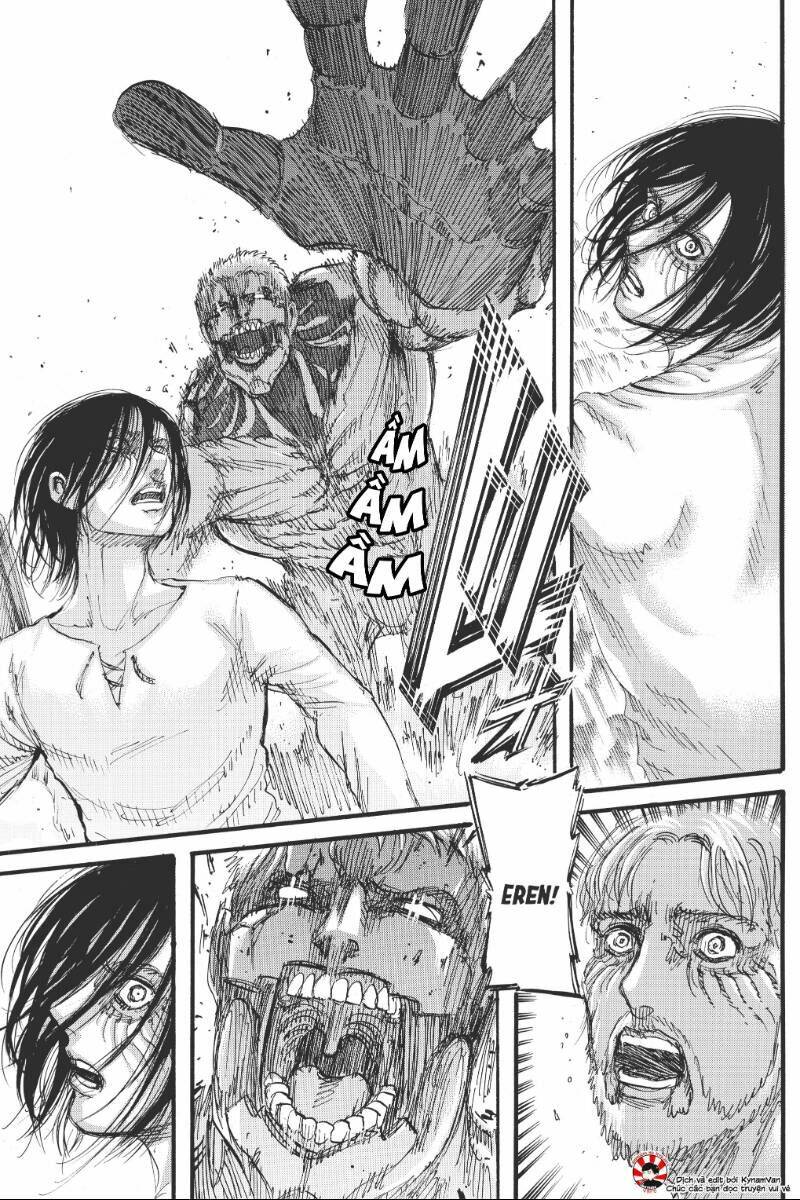 ẦM
ẦM
ẦM
EREN!
Dịch và edit bởi KynamVan
Chúc các bạn đọc truyện vui vẻ